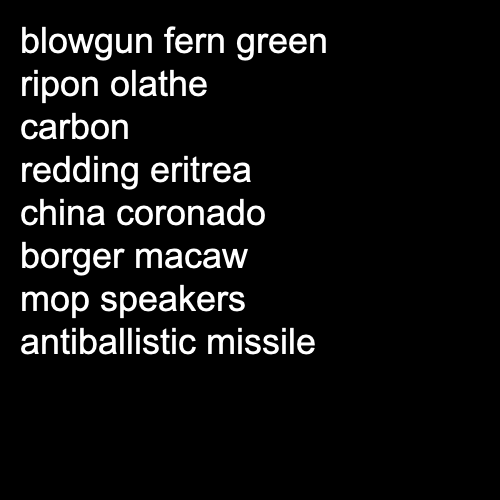 blowgun fern green
ripon olathe
carbon
redding eritrea
china coronado
borger macaw
mop speakers
antiballistic missile